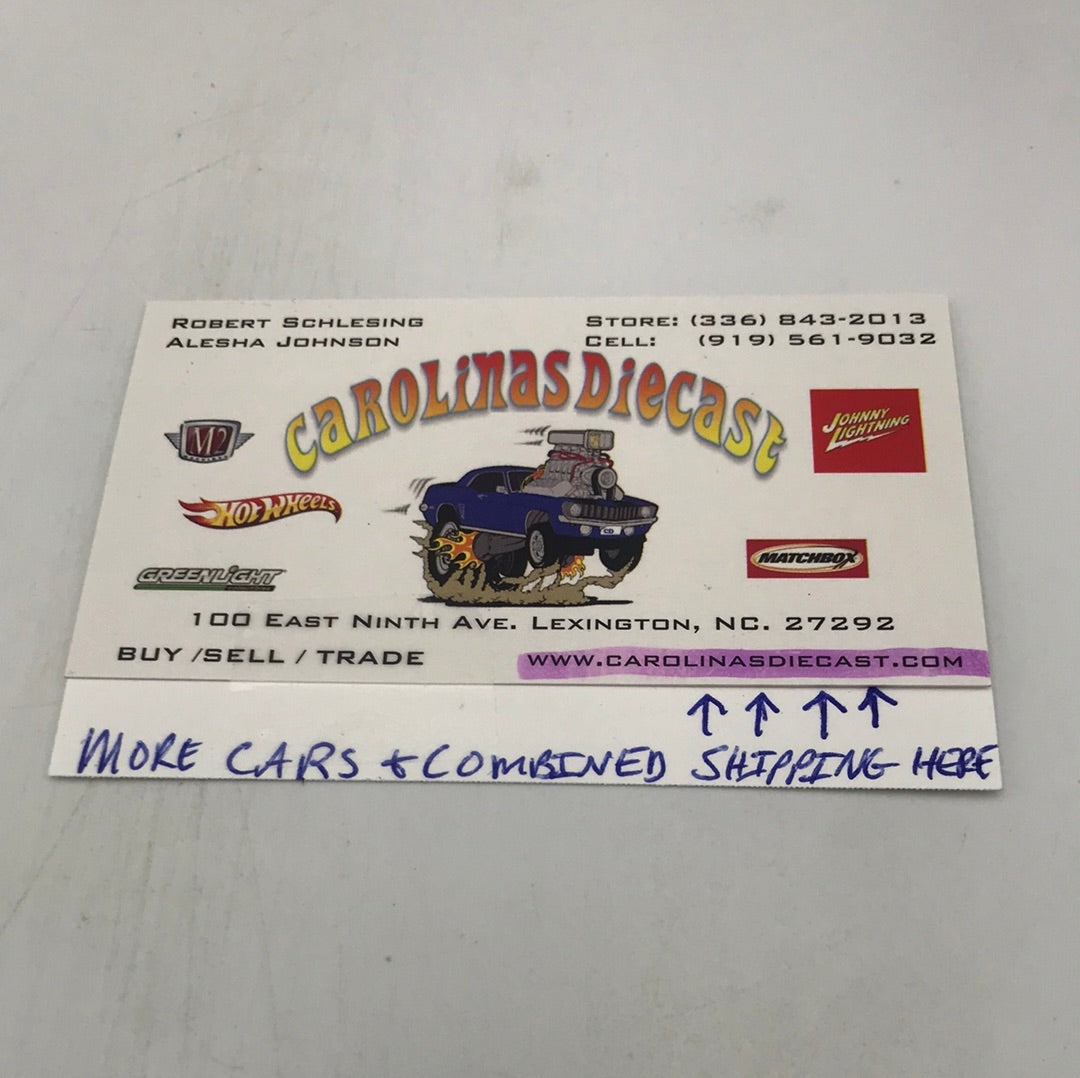 ROBERT SCHLESING
ALESHA JOHNSON
STORE: (336) 843-2013
CELL: (919) 561-9032
CAROLiNAS DiECAST
M2
JOHNNY LIGHTNING
HOT WHEELS
MATCHBOX
GREENLiGHT
CD
100 EAST NINTH AVE. LEXINGTON, NC. 27292
BUY /SELL / TRADE
WWW.CAROLINASDIECAST.COM
↑ ↑ ↑ ↑
MORE CARS + COMBINED SHIPPING HERE